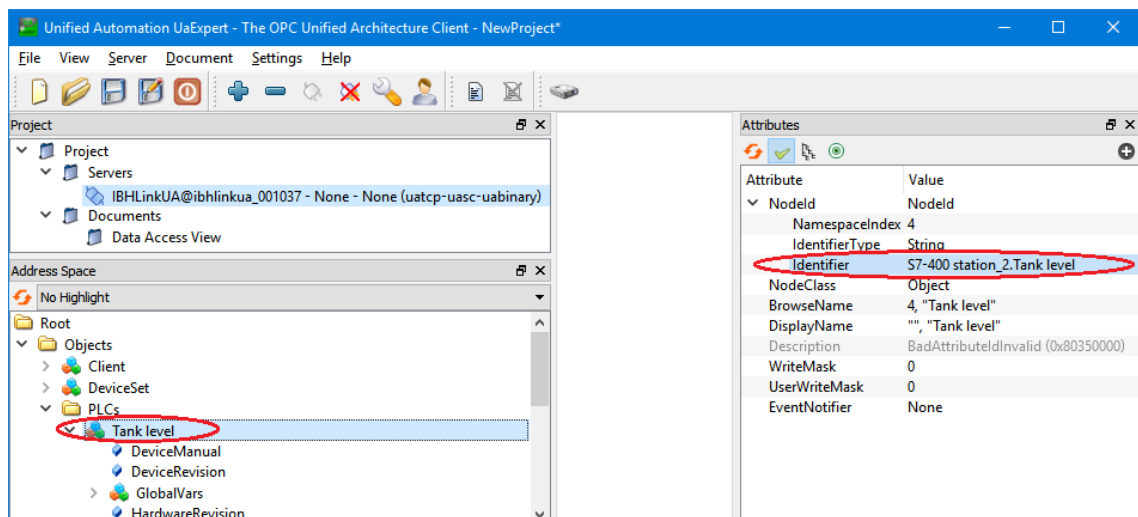 Unified Automation UaExpert - The OPC Unified Architecture Client - NewProject*
File View Server Document Settings Help
Project
Project
Servers
IBHLinkUA@ibhlinkua_001037 - None - None (uatcp-uasc-uabinary)
Documents
Data Access View
Address Space
No Highlight
Root
Objects
Client
DeviceSet
PLCs
Tank level
DeviceManual
DeviceRevision
GlobalVars
HardwareRevision
Attributes
Attribute Value
NodeId NodeId
NamespaceIndex 4
IdentifierType String
Identifier S7-400 station_2.Tank level
NodeClass Object
BrowseName 4, "Tank level"
DisplayName "", "Tank level"
Description BadAttributeIdInvalid (0x80350000)
WriteMask 0
UserWriteMask 0
EventNotifier None